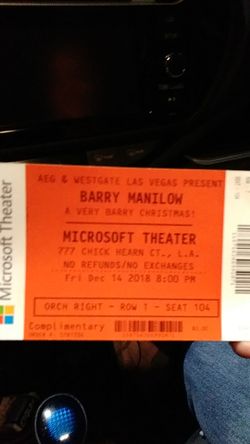 AEG & WESTGATE LAS VEGAS PRESENT
BARRY MANILOW
A VERY BARRY CHRISTMAS!
MICROSOFT THEATER
777 CHICK HEARN CT., L.A.
NO REFUNDS/NO EXCHANGES
Fri Dec 14 2018 8:00 PM
ORCH RIGHT - ROW T - SEAT 104
Complimentary
Microsoft Theater